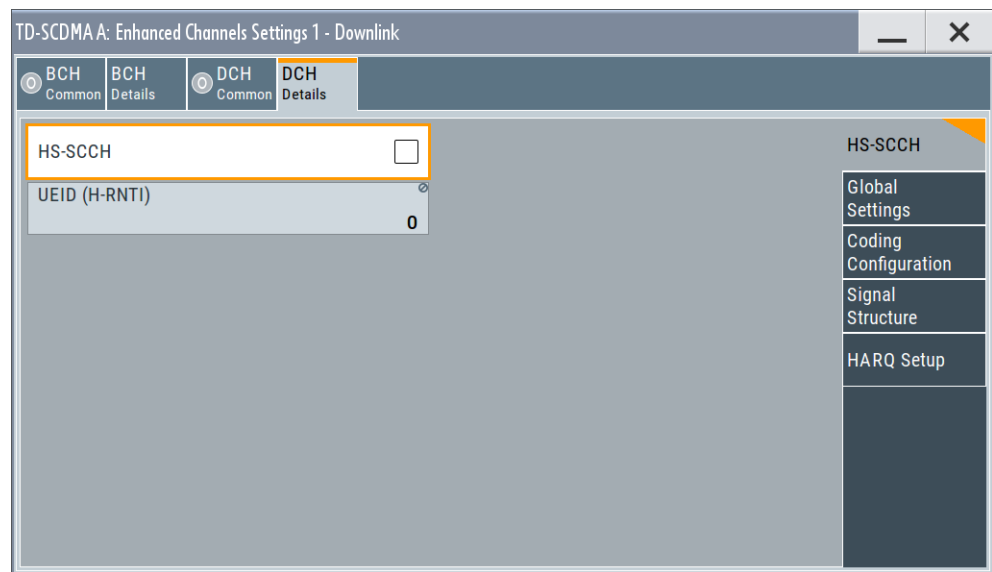 TD-SCDMA A: Enhanced Channels Settings 1 - Downlink
BCH
Common
BCH
Details
DCH
Common
DCH
Details
HS-SCCH
UEID (H-RNTI)
0
HS-SCCH
Global
Settings
Coding
Configuration
Signal
Structure
HARQ Setup